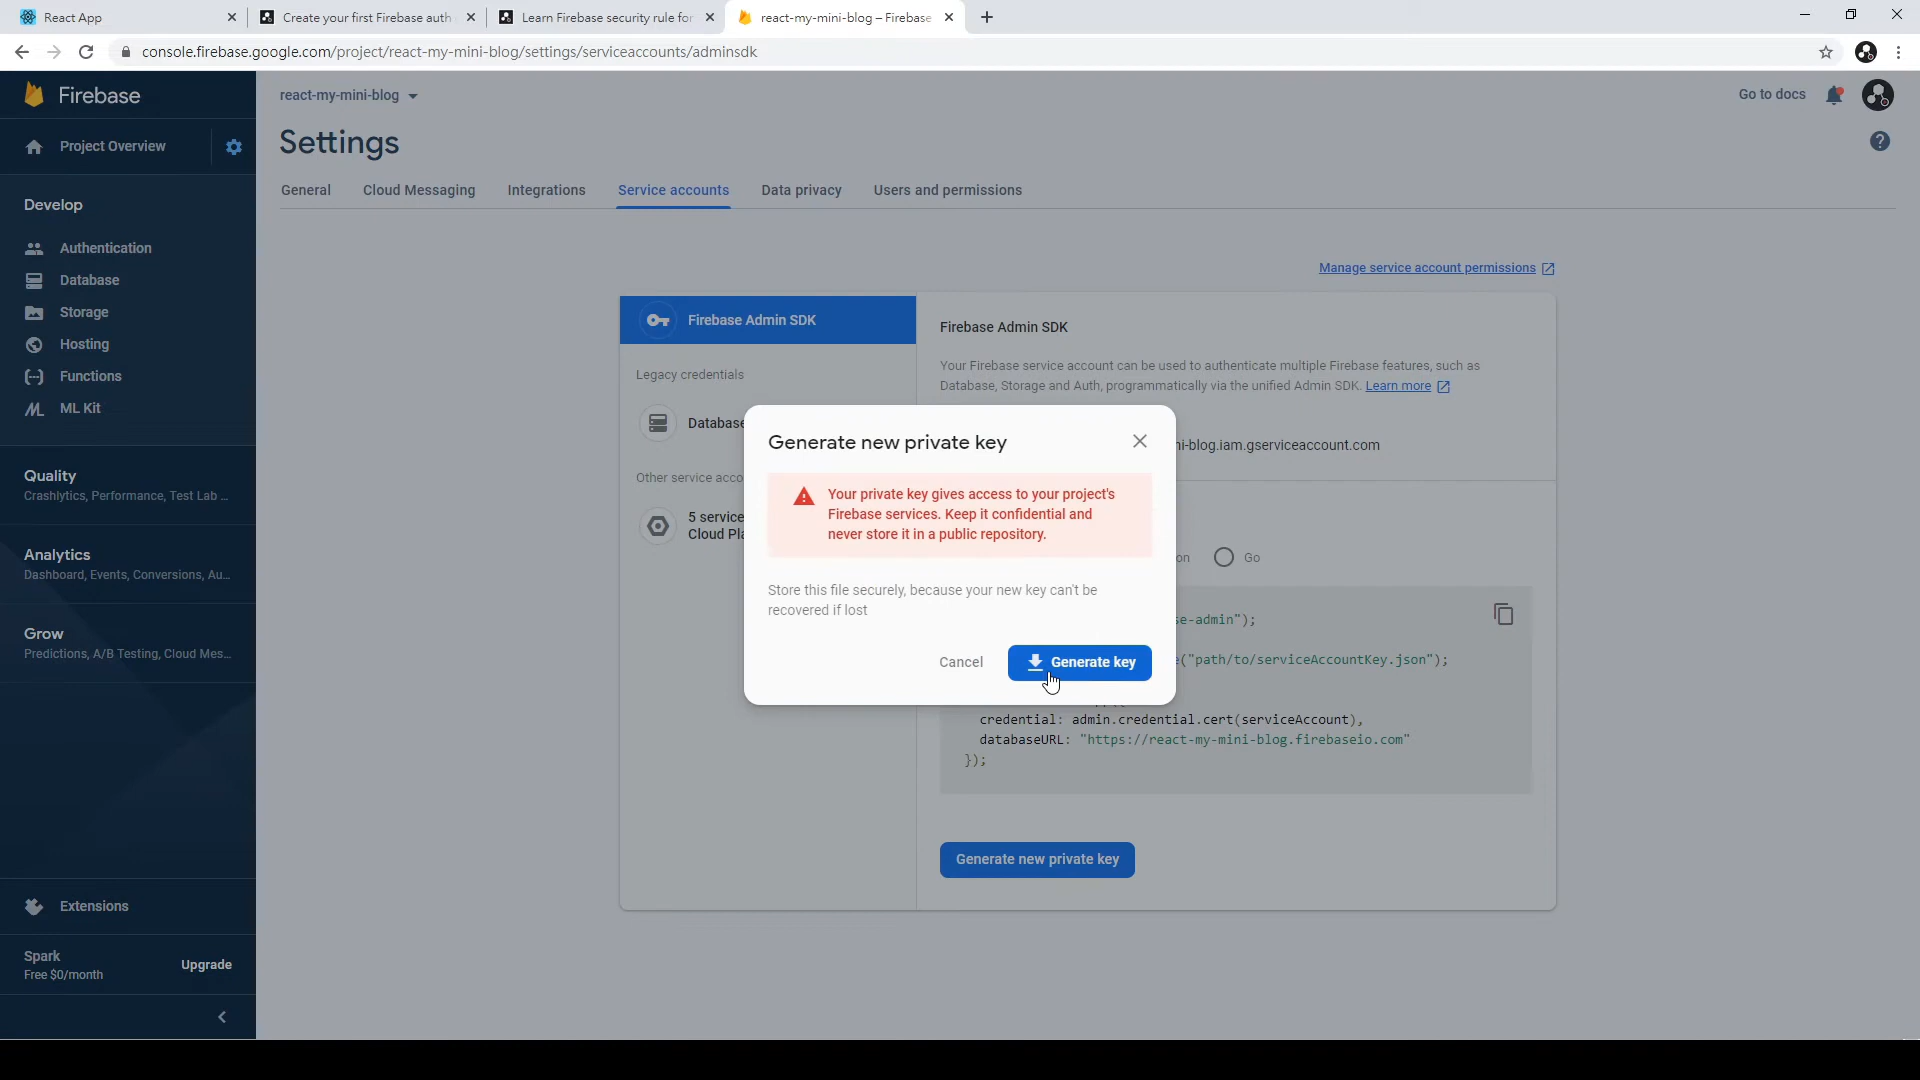 React App
Create your first Firebase auth
Learn Firebase security rule for
react-my-mini-blog – Firebase
console.firebase.google.com/project/react-my-mini-blog/settings/serviceaccounts/adminsdk
Firebase
react-my-mini-blog
Go to docs
Project Overview
Settings
General
Cloud Messaging
Integrations
Service accounts
Data privacy
Users and permissions
Develop
Authentication
Database
Storage
Hosting
Functions
ML Kit
Quality
Crashlytics, Performance, Test Lab ...
Analytics
Dashboard, Events, Conversions, Au...
Grow
Predictions, A/B Testing, Cloud Mes...
Extensions
Spark
Free $0/month
Upgrade
Manage service account permissions
Firebase Admin SDK
Legacy credentials
Database
Other service acco
5 service
Cloud Pla
Firebase Admin SDK
Your Firebase service account can be used to authenticate multiple Firebase features, such as
Database, Storage and Auth, programmatically via the unified Admin SDK. Learn more
ni-blog.iam.gserviceaccount.com
on
Go
se-admin");
e("path/to/serviceAccountKey.json");
credential: admin.credential.cert(serviceAccount),
databaseURL: "https://react-my-mini-blog.firebaseio.com"
});
Generate new private key
Generate new private key
Your private key gives access to your project's
Firebase services. Keep it confidential and
never store it in a public repository.
Store this file securely, because your new key can't be
recovered if lost
Cancel
Generate key